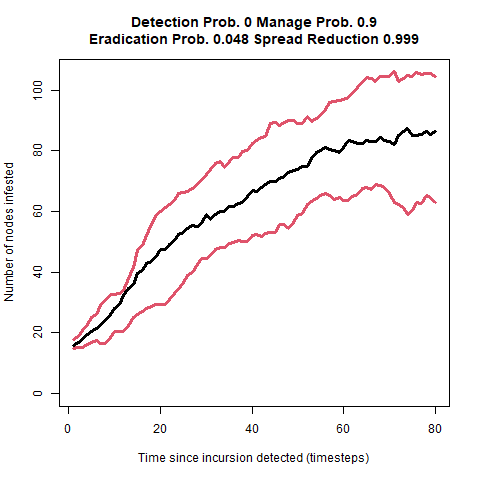 Detection Prob. 0 Manage Prob. 0.9
Eradication Prob. 0.048 Spread Reduction 0.999
Number of nodes infested
100
80
60
40
20
0
0 20 40 60 80
Time since incursion detected (timesteps)